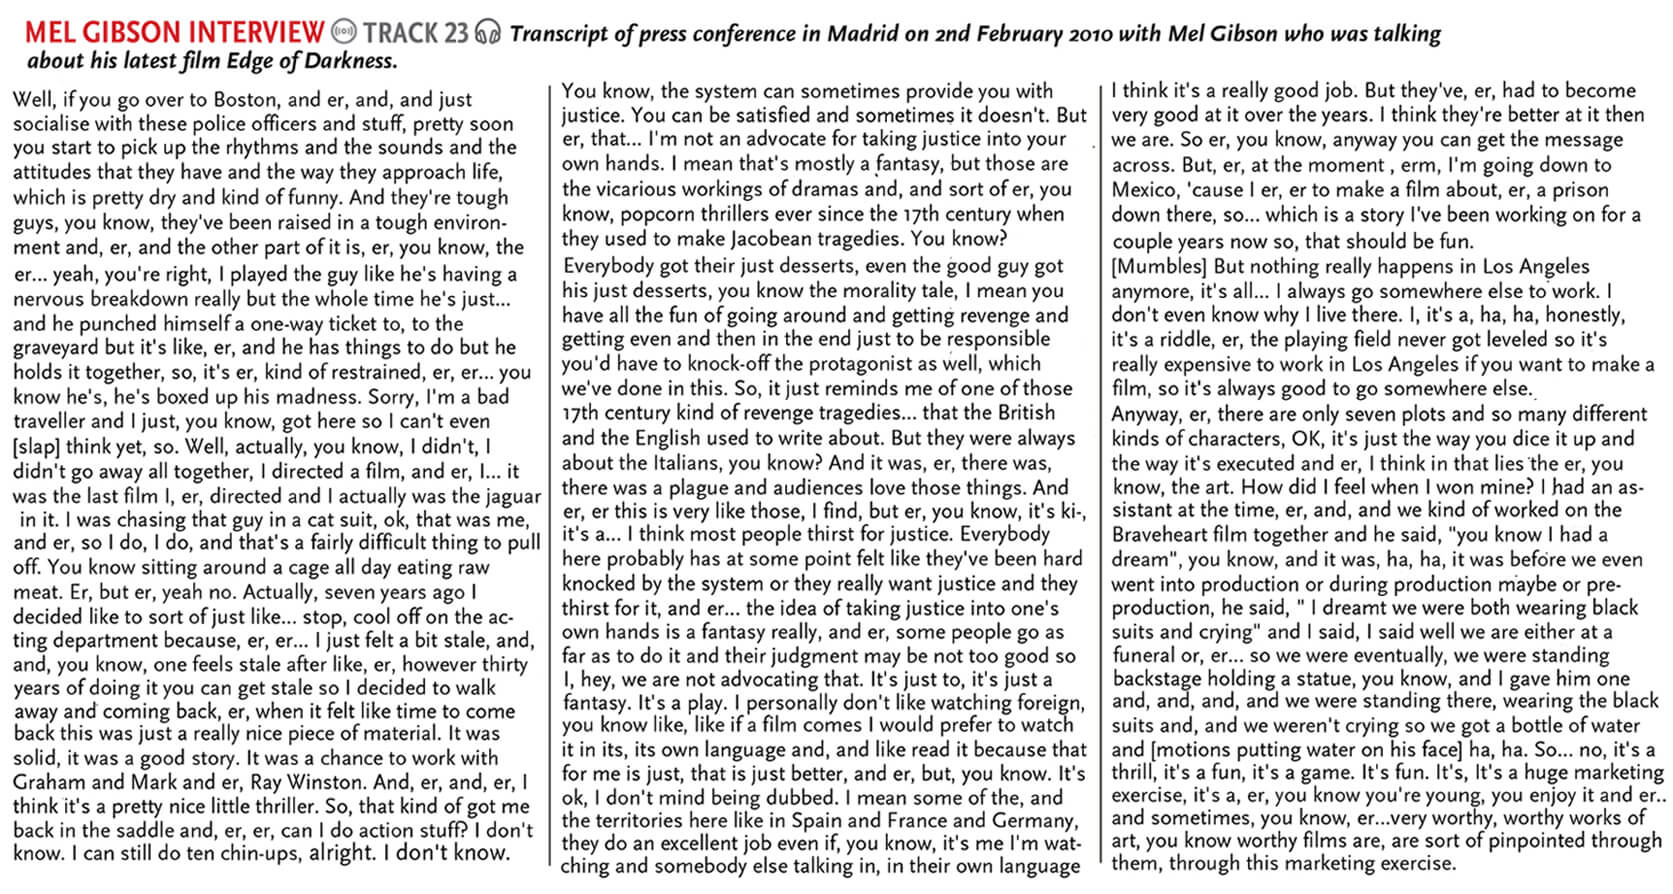 MEL GIBSON INTERVIEW TRACK 23 Transcript of press conference in Madrid on 2nd February 2010 with Mel Gibson who was talking
about his latest film Edge of Darkness.
Well, if you go over to Boston, and er, and, and just
socialise with these police officers and stuff, pretty soon
you start to pick up the rhythms and the sounds and the
attitudes that they have and the way they approach life,
which is pretty dry and kind of funny. And they're tough
guys, you know, they've been raised in a tough environ-
ment and, er, and the other part of it is, er, you know, the
er... yeah, you're right, I played the guy like he's having a
nervous breakdown really but the whole time he's just...
and he punched himself a one-way ticket to, to the
graveyard but it's like, er, and he has things to do but he
holds it together, so, it's er, kind of restrained, er, er... you
know he's, he's boxed up his madness. Sorry, I'm a bad
traveller and I just, you know, got here so I can't even
[slap] think yet, so. Well, actually, you know, I didn't, I
didn't go away all together, I directed a film, and er, I... it
was the last film I, er, directed and I actually was the jaguar
in it. I was chasing that guy in a cat suit, ok, that was me,
and er, so I do, I do, and that's a fairly difficult thing to pull
off. You know sitting around a cage all day eating raw
meat. Er, but er, yeah no. Actually, seven years ago I
decided like to sort of just like... stop, cool off on the ac-
ting department because, er, er... I just felt a bit stale, and,
and, you know, one feels stale after like, er, however thirty
years of doing it you can get stale so I decided to walk
away and coming back, er, when it felt like time to come
back this was just a really nice piece of material. It was
solid, it was a good story. It was a chance to work with
Graham and Mark and er, Ray Winston. And, er, and, er, I
think it's a pretty nice little thriller. So, that kind of got me
back in the saddle and, er, er, can I do action stuff? I don't
know. I can still do ten chin-ups, alright. I don't know.
You know, the system can sometimes provide you with
justice. You can be satisfied and sometimes it doesn't. But
er, that... I'm not an advocate for taking justice into your
own hands. I mean that's mostly a fantasy, but those are
the vicarious workings of dramas and, and sort of er, you
know, popcorn thrillers ever since the 17th century when
they used to make Jacobean tragedies. You know?
Everybody got their just desserts, even the good guy got
his just desserts, you know the morality tale, I mean you
have all the fun of going around and getting revenge and
getting even and then in the end just to be responsible
you'd have to knock-off the protagonist as well, which
we've done in this. So, it just reminds me of one of those
17th century kind of revenge tragedies... that the British
and the English used to write about. But they were always
about the Italians, you know? And it was, er, there was,
there was a plague and audiences love those things. And
er, er this is very like those, I find, but er, you know, it's ki-,
it's a... I think most people thirst for justice. Everybody
here probably has at some point felt like they've been hard
knocked by the system or they really want justice and they
thirst for it, and er... the idea of taking justice into one's
own hands is a fantasy really, and er, some people go as
far as to do it and their judgment may be not too good so
I, hey, we are not advocating that. It's just to, it's just a
fantasy. It's a play. I personally don't like watching foreign,
you know like, like if a film comes I would prefer to watch
it in its, its own language and, and like read it because that
for me is just, that is just better, and er, but, you know. It's
ok, I don't mind being dubbed. I mean some of the, and
the territories here like in Spain and France and Germany,
they do an excellent job even if, you know, it's me I'm wat-
ching and somebody else talking in, in their own language
I think it's a really good job. But they've, er, had to become
very good at it over the years. I think they're better at it then
we are. So er, you know, anyway you can get the message
across. But, er, at the moment , erm, I'm going down to
Mexico, 'cause I er, er to make a film about, er, a prison
down there, so... which is a story I've been working on for a
couple years now so, that should be fun.
[Mumbles] But nothing really happens in Los Angeles
anymore, it's all... I always go somewhere else to work. I
don't even know why I live there. I, it's a, ha, ha, honestly,
it's a riddle, er, the playing field never got leveled so it's
really expensive to work in Los Angeles if you want to make a
film, so it's always good to go somewhere else.
Anyway, er, there are only seven plots and so many different
kinds of characters, OK, it's just the way you dice it up and
the way it's executed and er, I think in that lies the er, you
know, the art. How did I feel when I won mine? I had an as-
sistant at the time, er, and, and we kind of worked on the
Braveheart film together and he said, "you know I had a
dream", you know, and it was, ha, ha, it was before we even
went into production or during production maybe or pre-
production, he said, " I dreamt we were both wearing black
suits and crying" and I said, I said well we are either at a
funeral or, er... so we were eventually, we were standing
backstage holding a statue, you know, and I gave him one
and, and, and, and we were standing there, wearing the black
suits and, and we weren't crying so we got a bottle of water
and [motions putting water on his face] ha, ha. So... no, it's a
thrill, it's a fun, it's a game. It's fun. It's, It's a huge marketing
exercise, it's a, er, you know you're young, you enjoy it and er..
and sometimes, you know, er...very worthy, worthy works of
art, you know worthy films are, are sort of pinpointed through
them, through this marketing exercise.